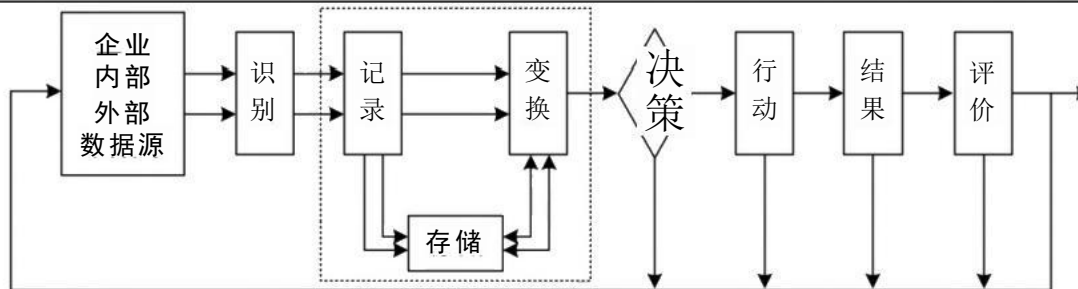 企业
内部
外部
数据源
识
别
记
录
变
换
存储
决
策
行
动
结
果
评
价